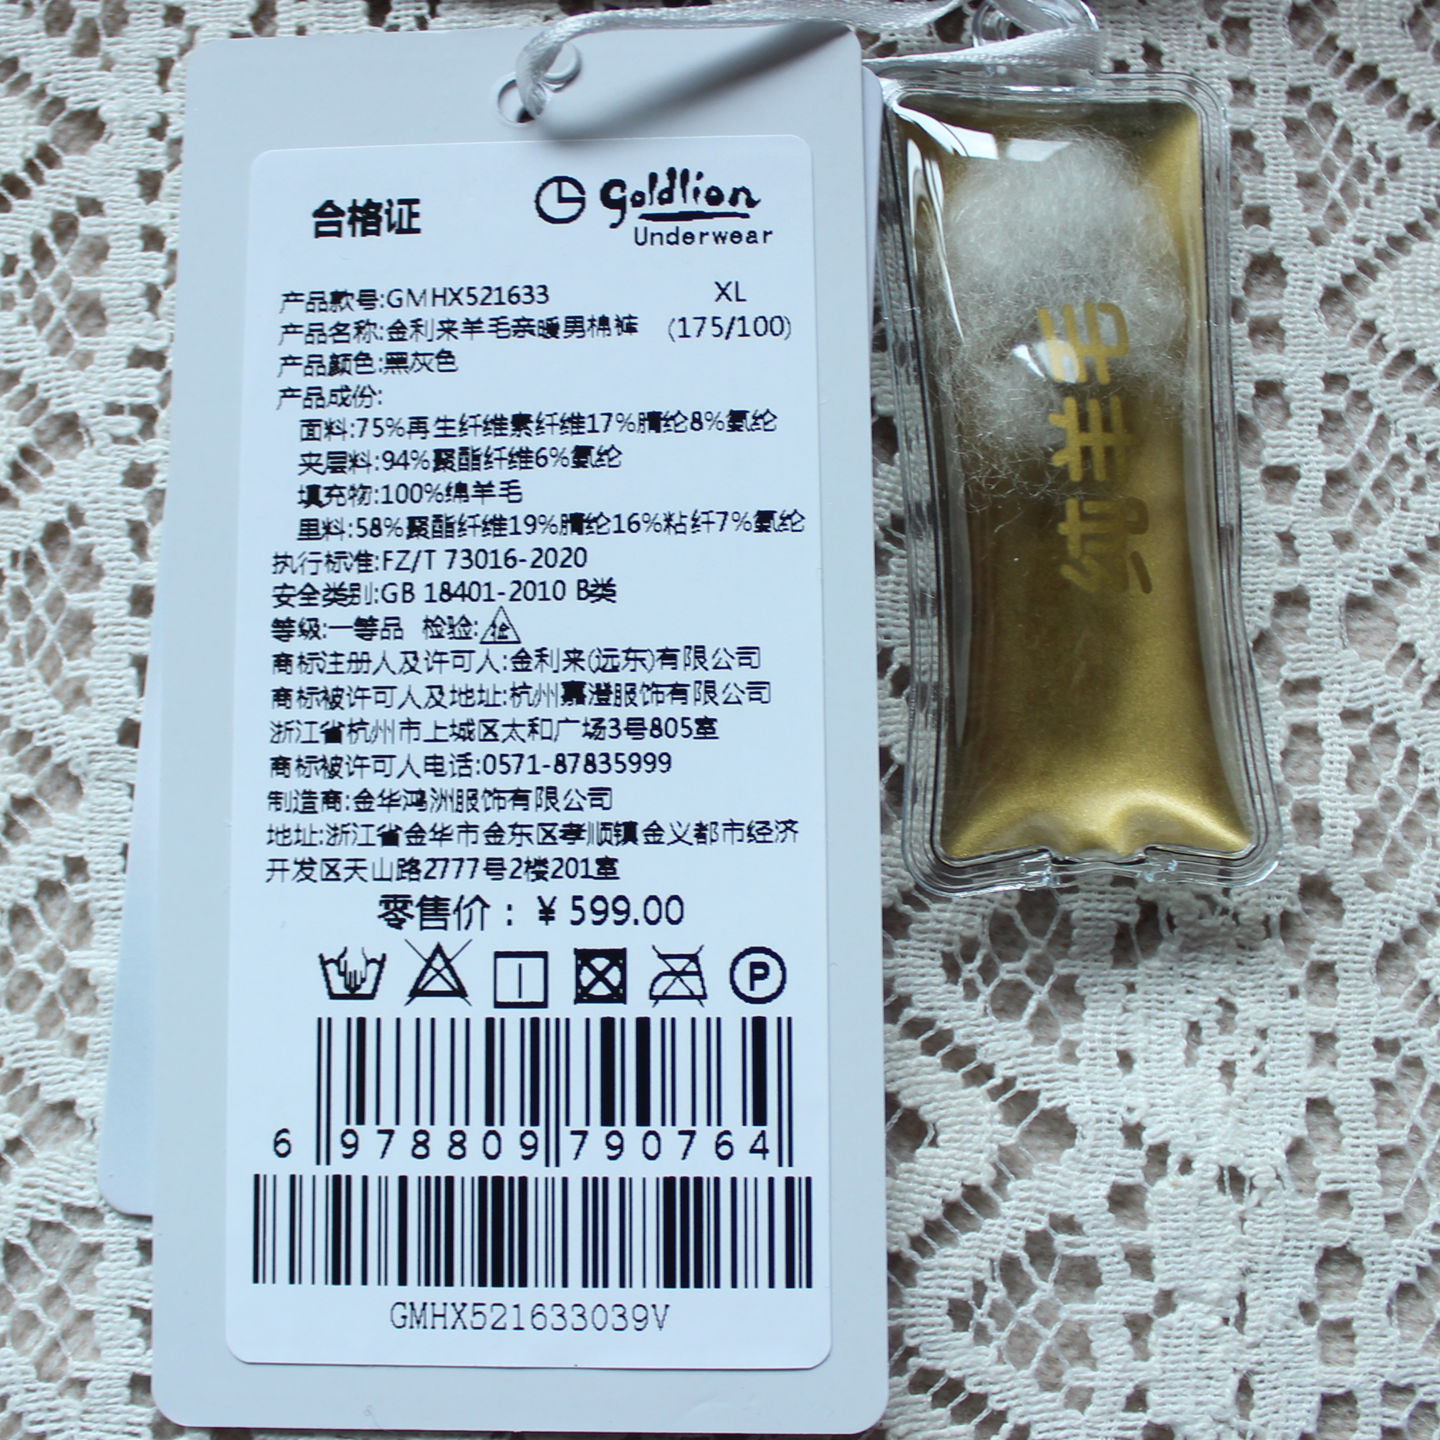 合格证
Goldlion
Underwear
产品款号:GMHX521633 XL
产品名称:金利来羊毛亲暖男棉裤 (175/100)
产品颜色:黑灰色
产品成份:
面料:75%再生纤维素纤维17%腈纶8%氨纶
夹层料:94%聚酯纤维6%氨纶
填充物:100%绵羊毛
里料:58%聚酯纤维19%腈纶16%粘纤7%氨纶
执行标准:FZ/T 73016-2020
安全类别:GB 18401-2010 B类
等级:一等品 检验:
商标注册人及许可人:金利来(远东)有限公司
商标被许可人及地址:杭州嘉澄服饰有限公司
浙江省杭州市上城区太和广场3号805室
商标被许可人电话:0571-87835999
制造商:金华鸿洲服饰有限公司
地址:浙江省金华市金东区孝顺镇金义都市经济
开发区天山路2777号2楼201室
零售价：¥ 599.00
P
6 978809 790764
GMHX521633039V
纯羊毛